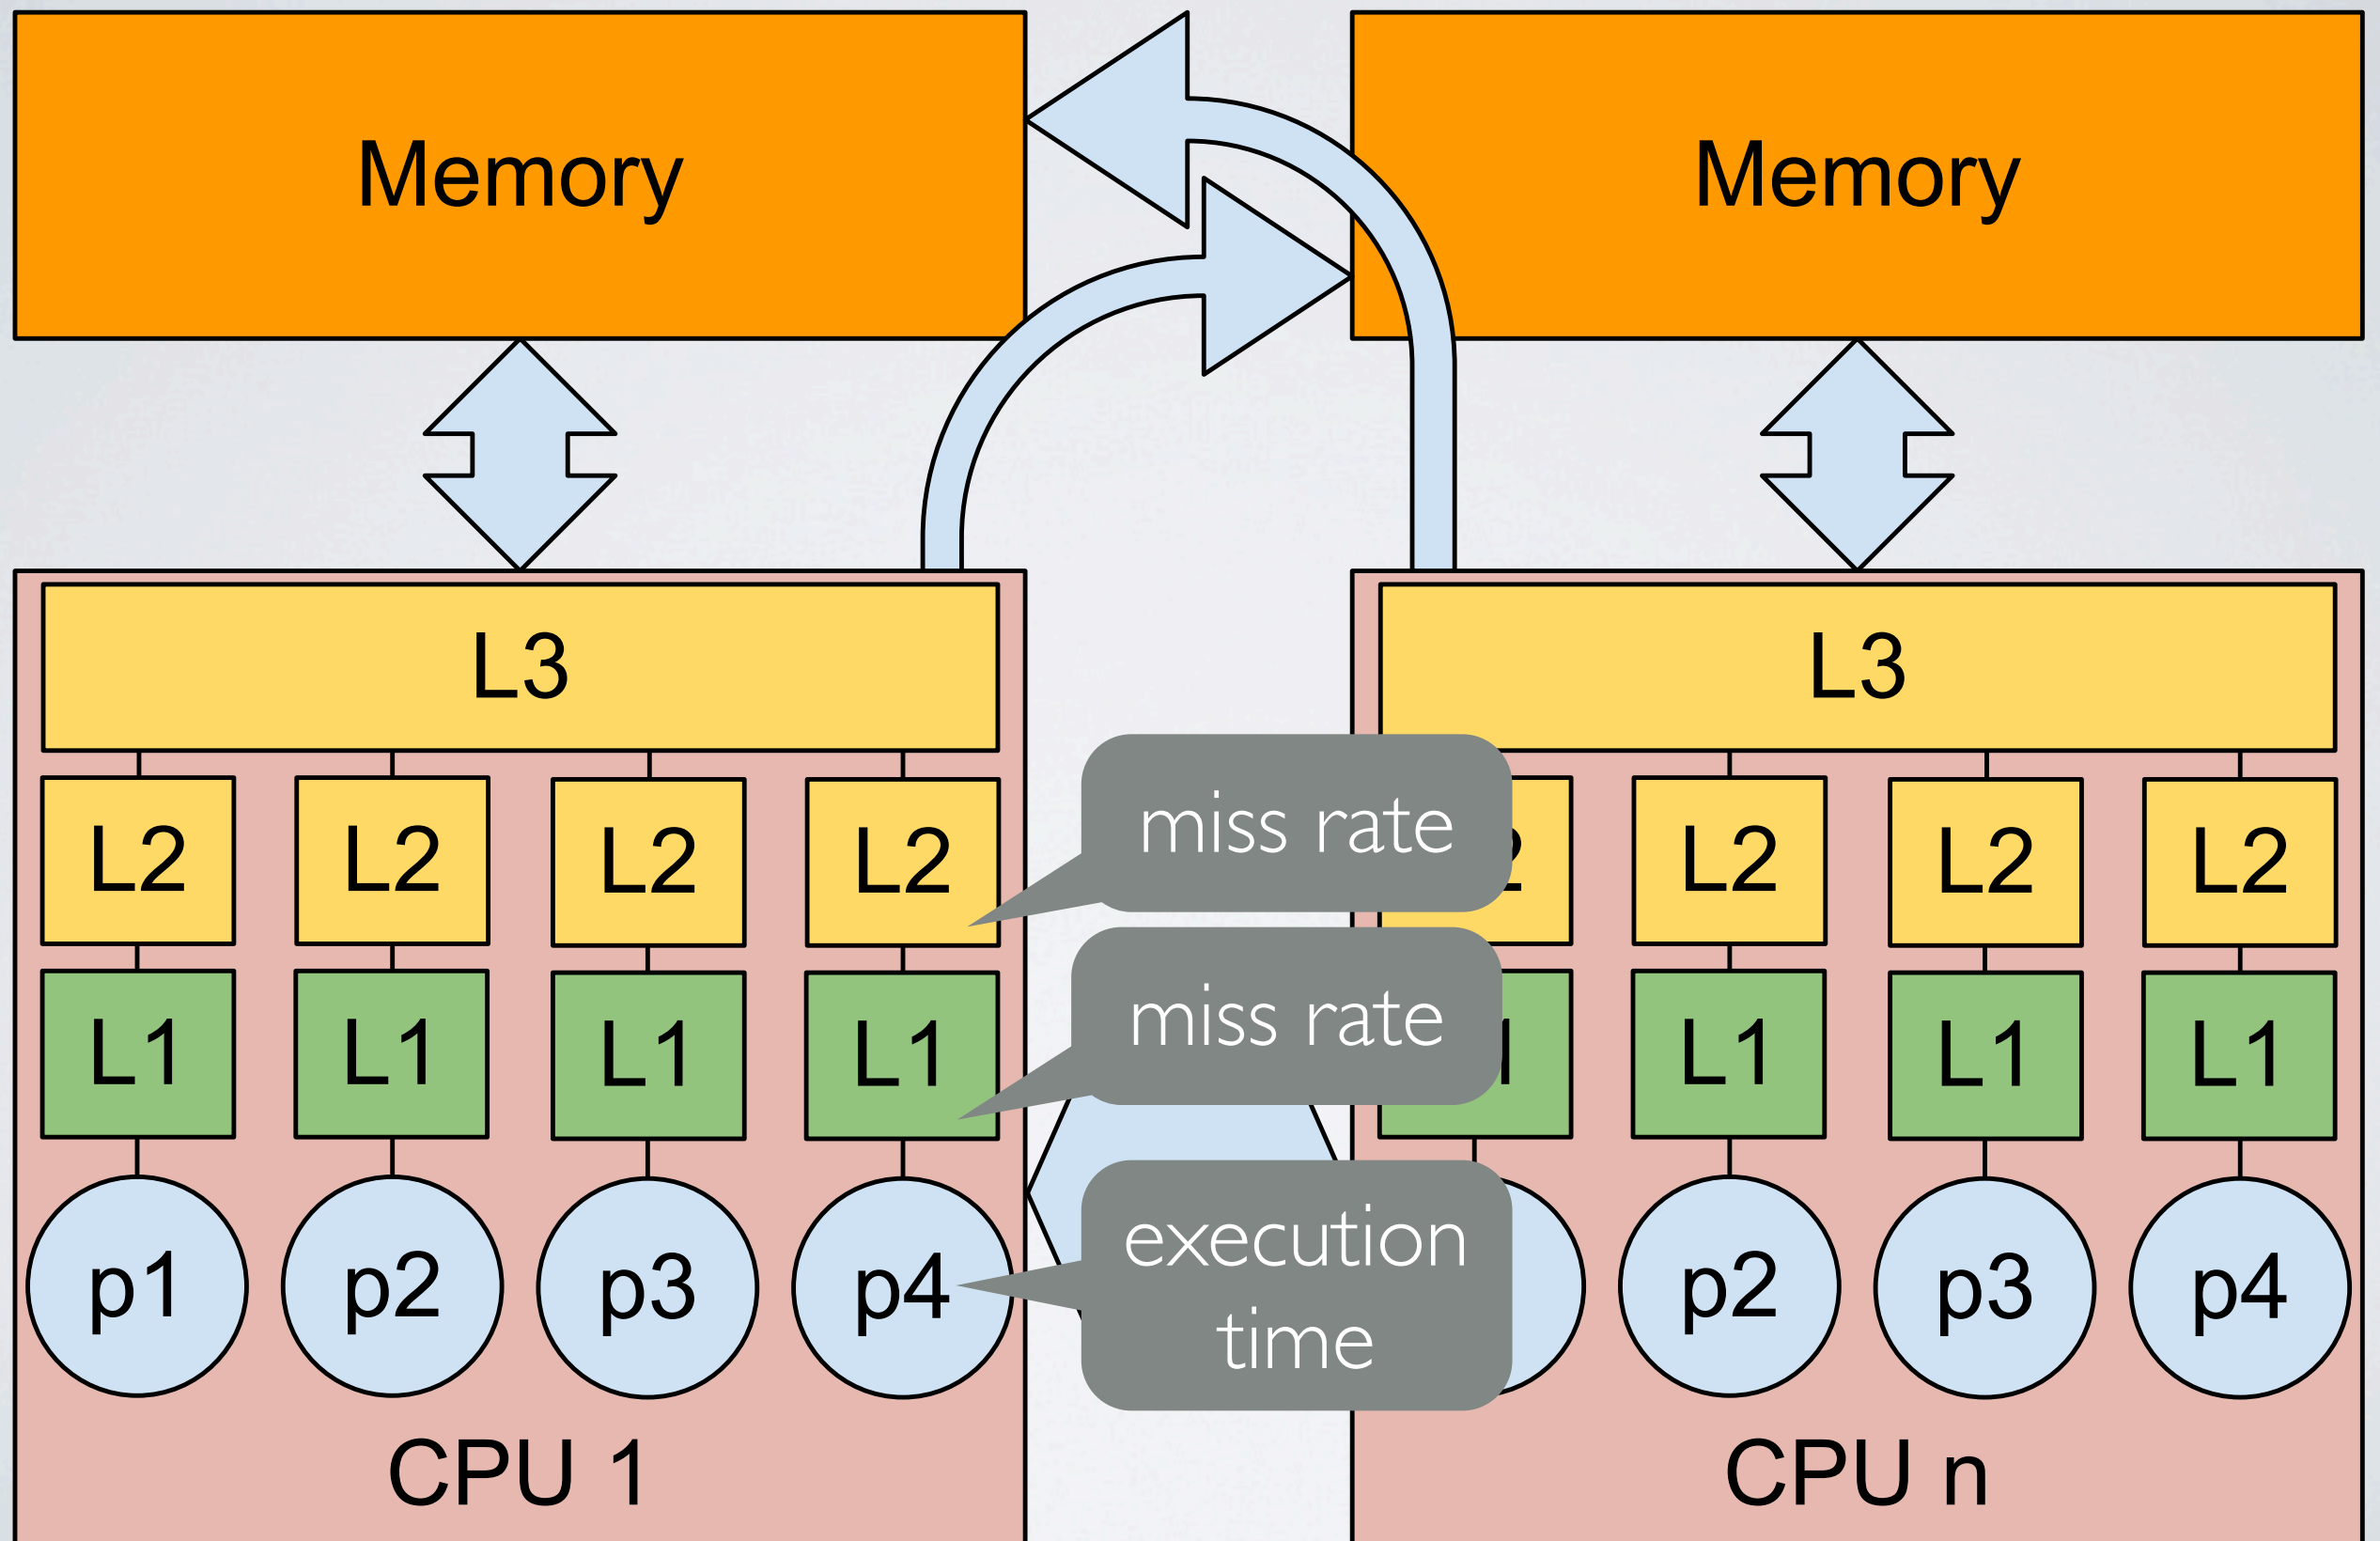 Memory
Memory
L3
L3
L2 L2 L2 L2
miss rate
L2 L2 L2
L1 L1 L1 L1
miss rate
L1 L1 L1
p1 p2 p3 p4
execution
time
p2 p3 p4
CPU 1
CPU n